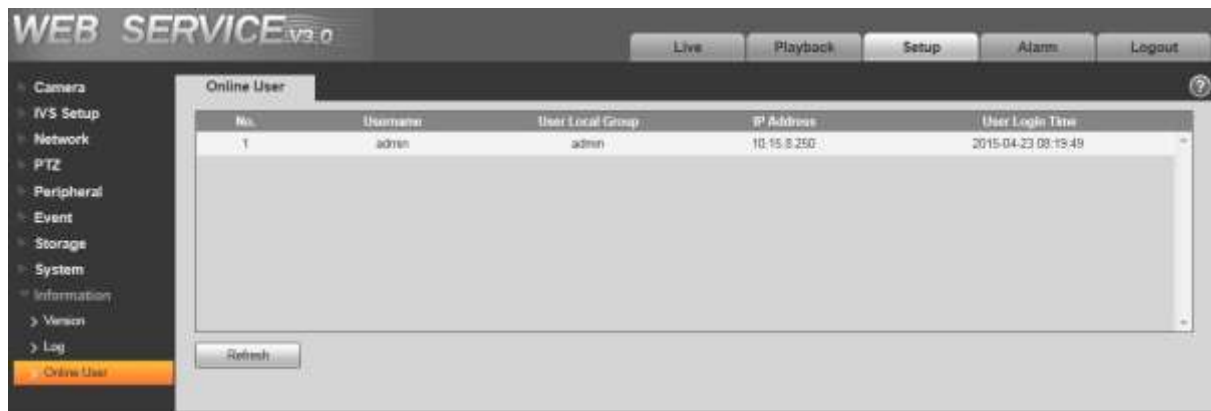 WEB SERVICE V3.0
Live Playback Setup Alarm Logout
Camera
IVS Setup
Network
PTZ
Peripheral
Event
Storage
System
Information
Version
Log
Online User
Online User
?
No. Username User Local Group IP Address User Login Time
1 admin admin 10.15.8.250 2015-04-23 08:19:49
Refresh